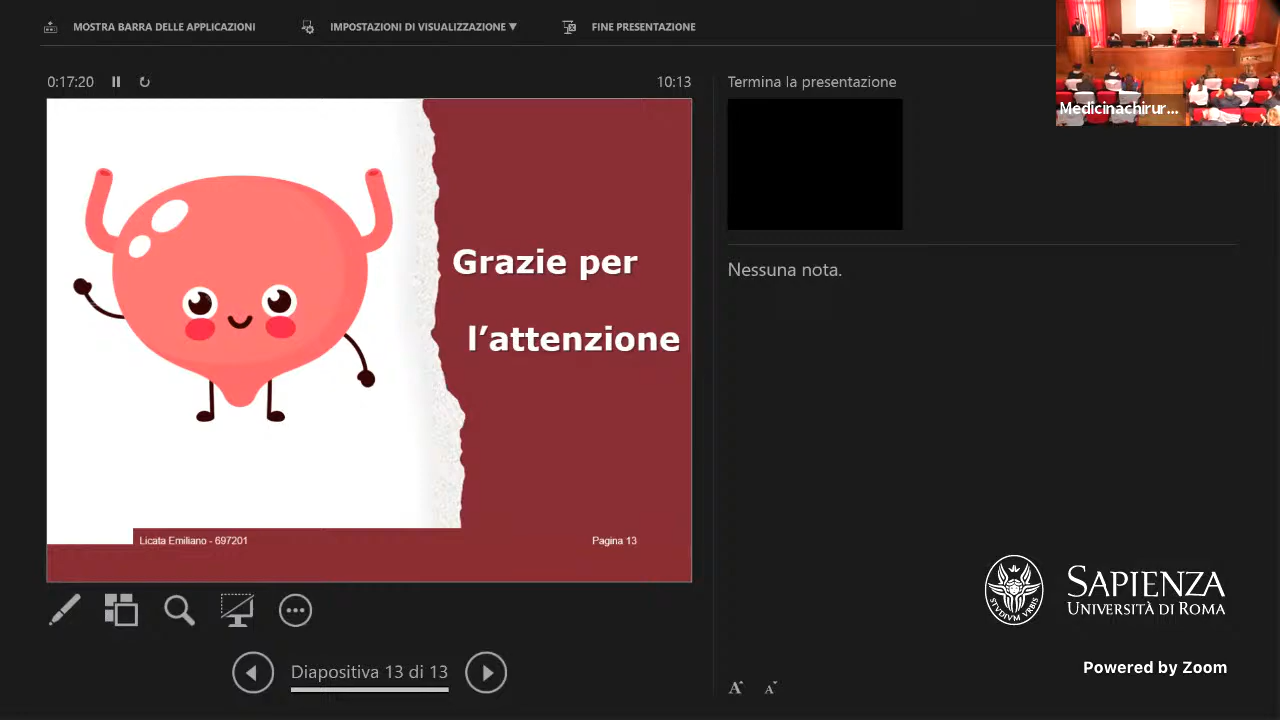 MOSTRA BARRA DELLE APPLICAZIONI
IMPOSTAZIONI DI VISUALIZZAZIONE ▼
FINE PRESENTAZIONE
0:17:20
10:13
Termina la presentazione
Medicinachirur...
Grazie per
l’attenzione
Nessuna nota.
Licata Emiliano - 697201
Pagina 13
STVDIVM VRBIS
SAPIENZA
UNIVERSITÀ DI ROMA
Diapositiva 13 di 13
Powered by Zoom
A
A